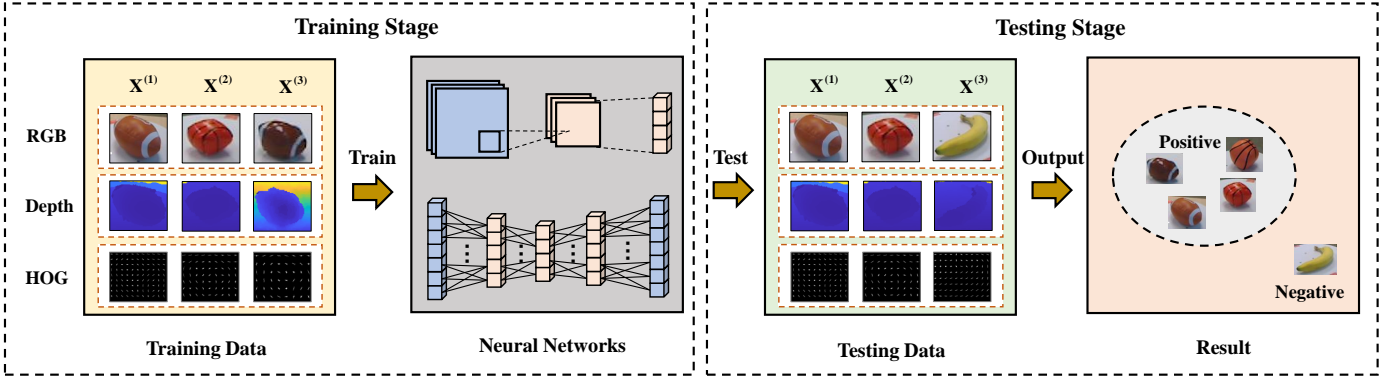 Training Stage
X(1) X(2) X(3)
RGB
Depth
HOG
Training Data
Train
Neural Networks
Test
Testing Stage
X(1) X(2) X(3)
Testing Data
Output
Positive
Negative
Result